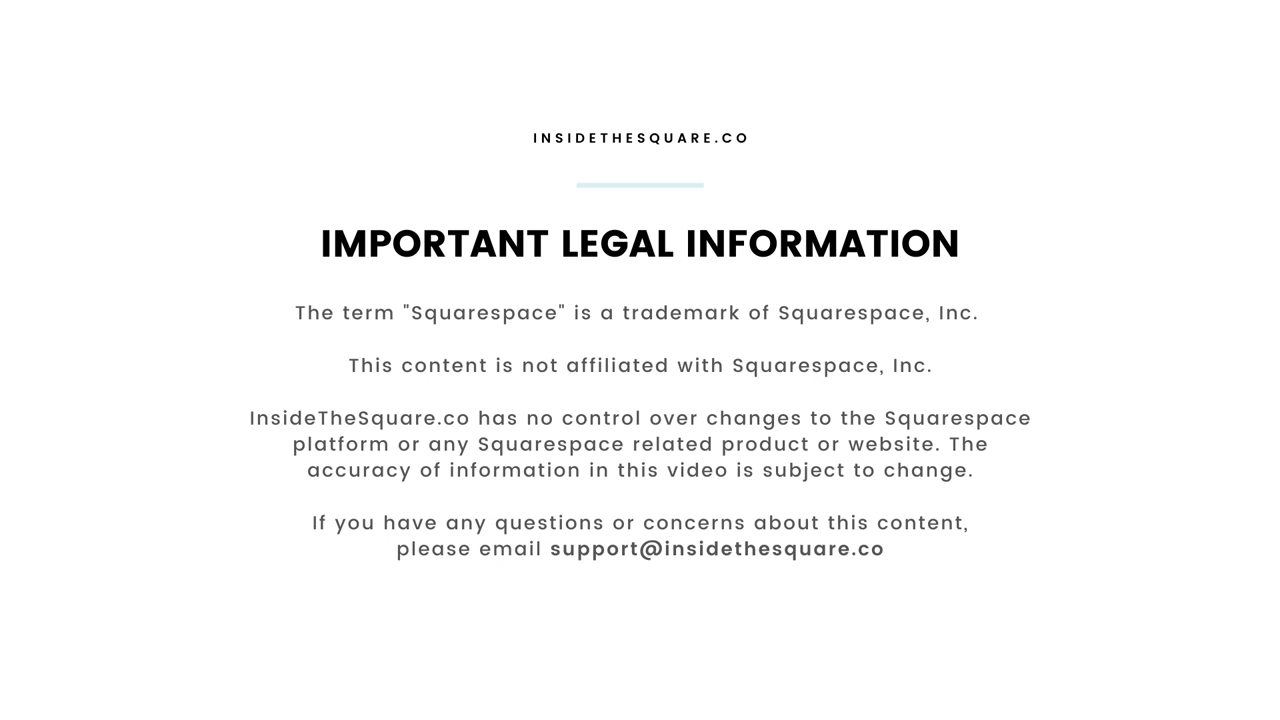 INSIDETHESQUARE.CO
IMPORTANT LEGAL INFORMATION
The term "Squarespace" is a trademark of Squarespace, Inc.
This content is not affiliated with Squarespace, Inc.
InsideTheSquare.co has no control over changes to the Squarespace
platform or any Squarespace related product or website. The
accuracy of information in this video is subject to change.
If you have any questions or concerns about this content,
please email support@insidethesquare.co